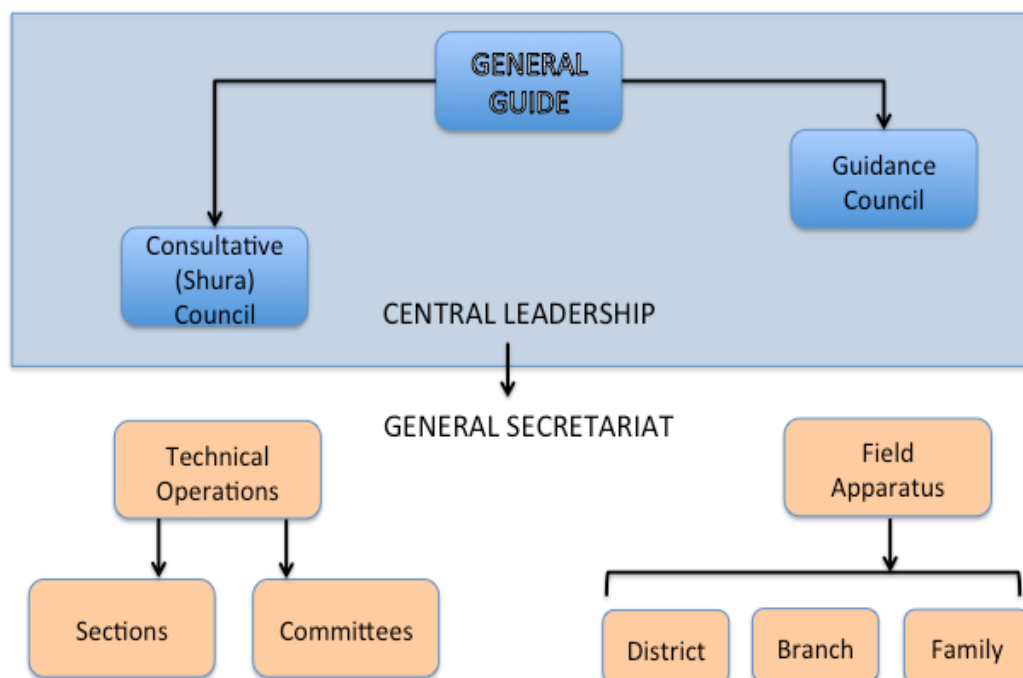 GENERAL
GUIDE
Guidance
Council
Consultative
(Shura)
Council
CENTRAL LEADERSHIP
GENERAL SECRETARIAT
Technical
Operations
Field
Apparatus
Sections
Committees
District
Branch
Family